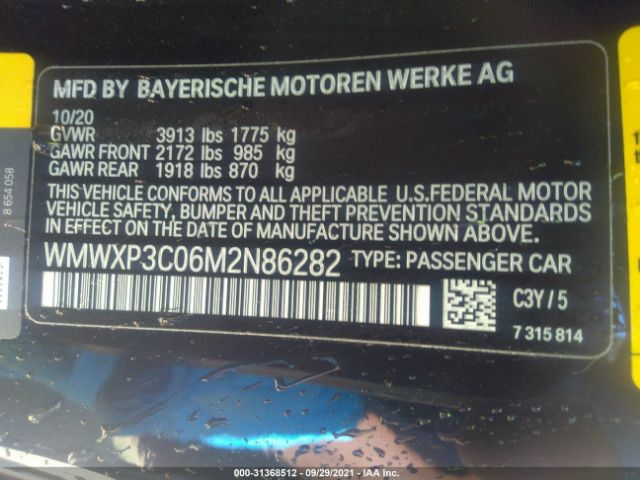 MFD BY BAYERISCHE MOTOREN WERKE AG
10/20
GVWR 3913 lbs 1775 kg
GAWR FRONT 2172 lbs 985 kg
GAWR REAR 1918 lbs 870 kg
THIS VEHICLE CONFORMS TO ALL APPLICABLE U.S.FEDERAL MOTOR
VEHICLE SAFETY, BUMPER AND THEFT PREVENTION STANDARDS
IN EFFECT ON THE DATE OF MANUFACTURE SHOWN ABOVE.
WMWXP3C06M2N86282 TYPE: PASSENGER CAR
C3Y / 5
7 315 814
8 654 058
000-31368512 - 09/29/2021 - IAA Inc.